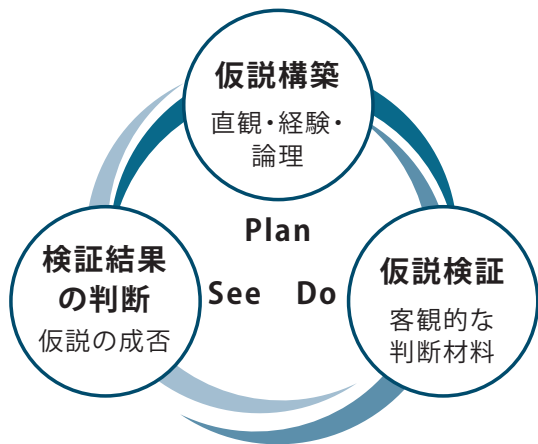 仮説構築
直観・経験・
論理
Plan
検証結果
の判断
仮説の成否
See
Do
仮説検証
客観的な
判断材料